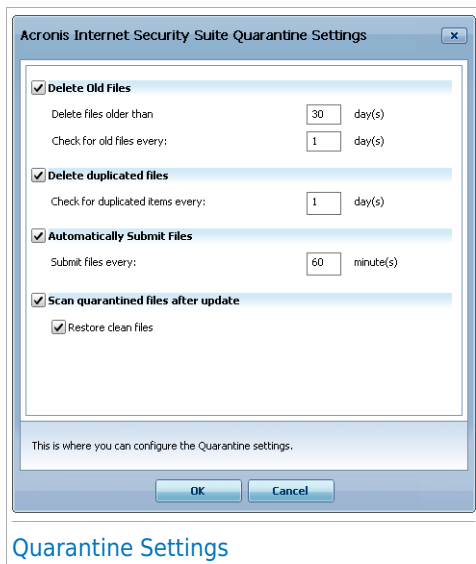 Acronis Internet Security Suite Quarantine Settings
Delete Old Files
Delete files older than 30 day(s)
Check for old files every: 1 day(s)
Delete duplicated files
Check for duplicated items every: 1 day(s)
Automatically Submit Files
Submit files every: 60 minute(s)
Scan quarantined files after update
Restore clean files
This is where you can configure the Quarantine settings.
OK Cancel
Quarantine Settings